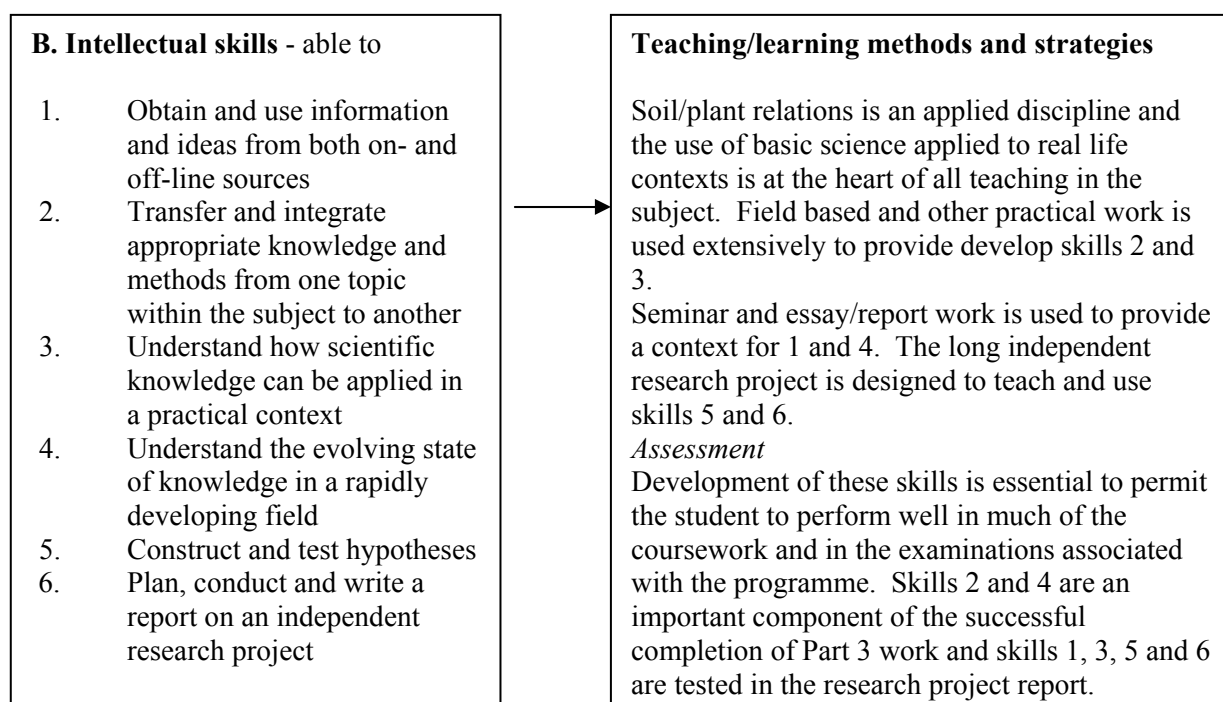 B. Intellectual skills - able to
1. Obtain and use information
and ideas from both on- and
off-line sources
2. Transfer and integrate
appropriate knowledge and
methods from one topic
within the subject to another
3. Understand how scientific
knowledge can be applied in
a practical context
4. Understand the evolving state
of knowledge in a rapidly
developing field
5. Construct and test hypotheses
6. Plan, conduct and write a
report on an independent
research project
Teaching/learning methods and strategies
Soil/plant relations is an applied discipline and
the use of basic science applied to real life
contexts is at the heart of all teaching in the
subject.  Field based and other practical work is
used extensively to provide develop skills 2 and
3.
Seminar and essay/report work is used to provide
a context for 1 and 4.  The long independent
research project is designed to teach and use
skills 5 and 6.
Assessment
Development of these skills is essential to permit
the student to perform well in much of the
coursework and in the examinations associated
with the programme.  Skills 2 and 4 are an
important component of the successful
completion of Part 3 work and skills 1, 3, 5 and 6
are tested in the research project report.